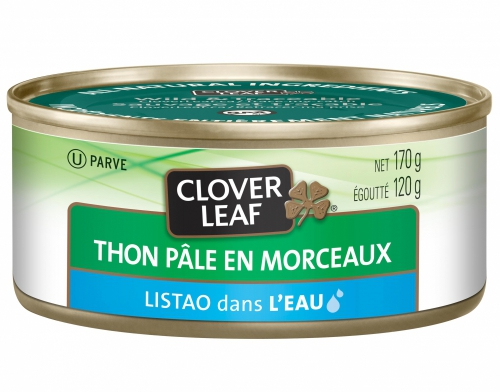 Ⓤ PARVE
CLOVER
LEAF®
NET 170 g
ÉGOUTTÉ 120 g
THON PÂLE EN MORCEAUX
LISTAO dans L'EAU